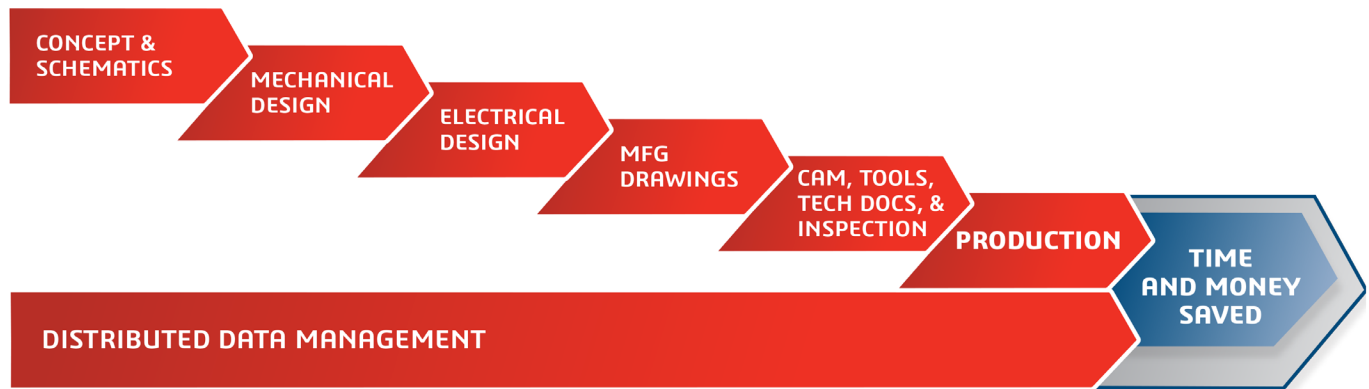 CONCEPT &
SCHEMATICS
MECHANICAL
DESIGN
ELECTRICAL
DESIGN
MFG
DRAWINGS
CAM, TOOLS,
TECH DOCS, &
INSPECTION
PRODUCTION
TIME
AND MONEY
SAVED
DISTRIBUTED DATA MANAGEMENT